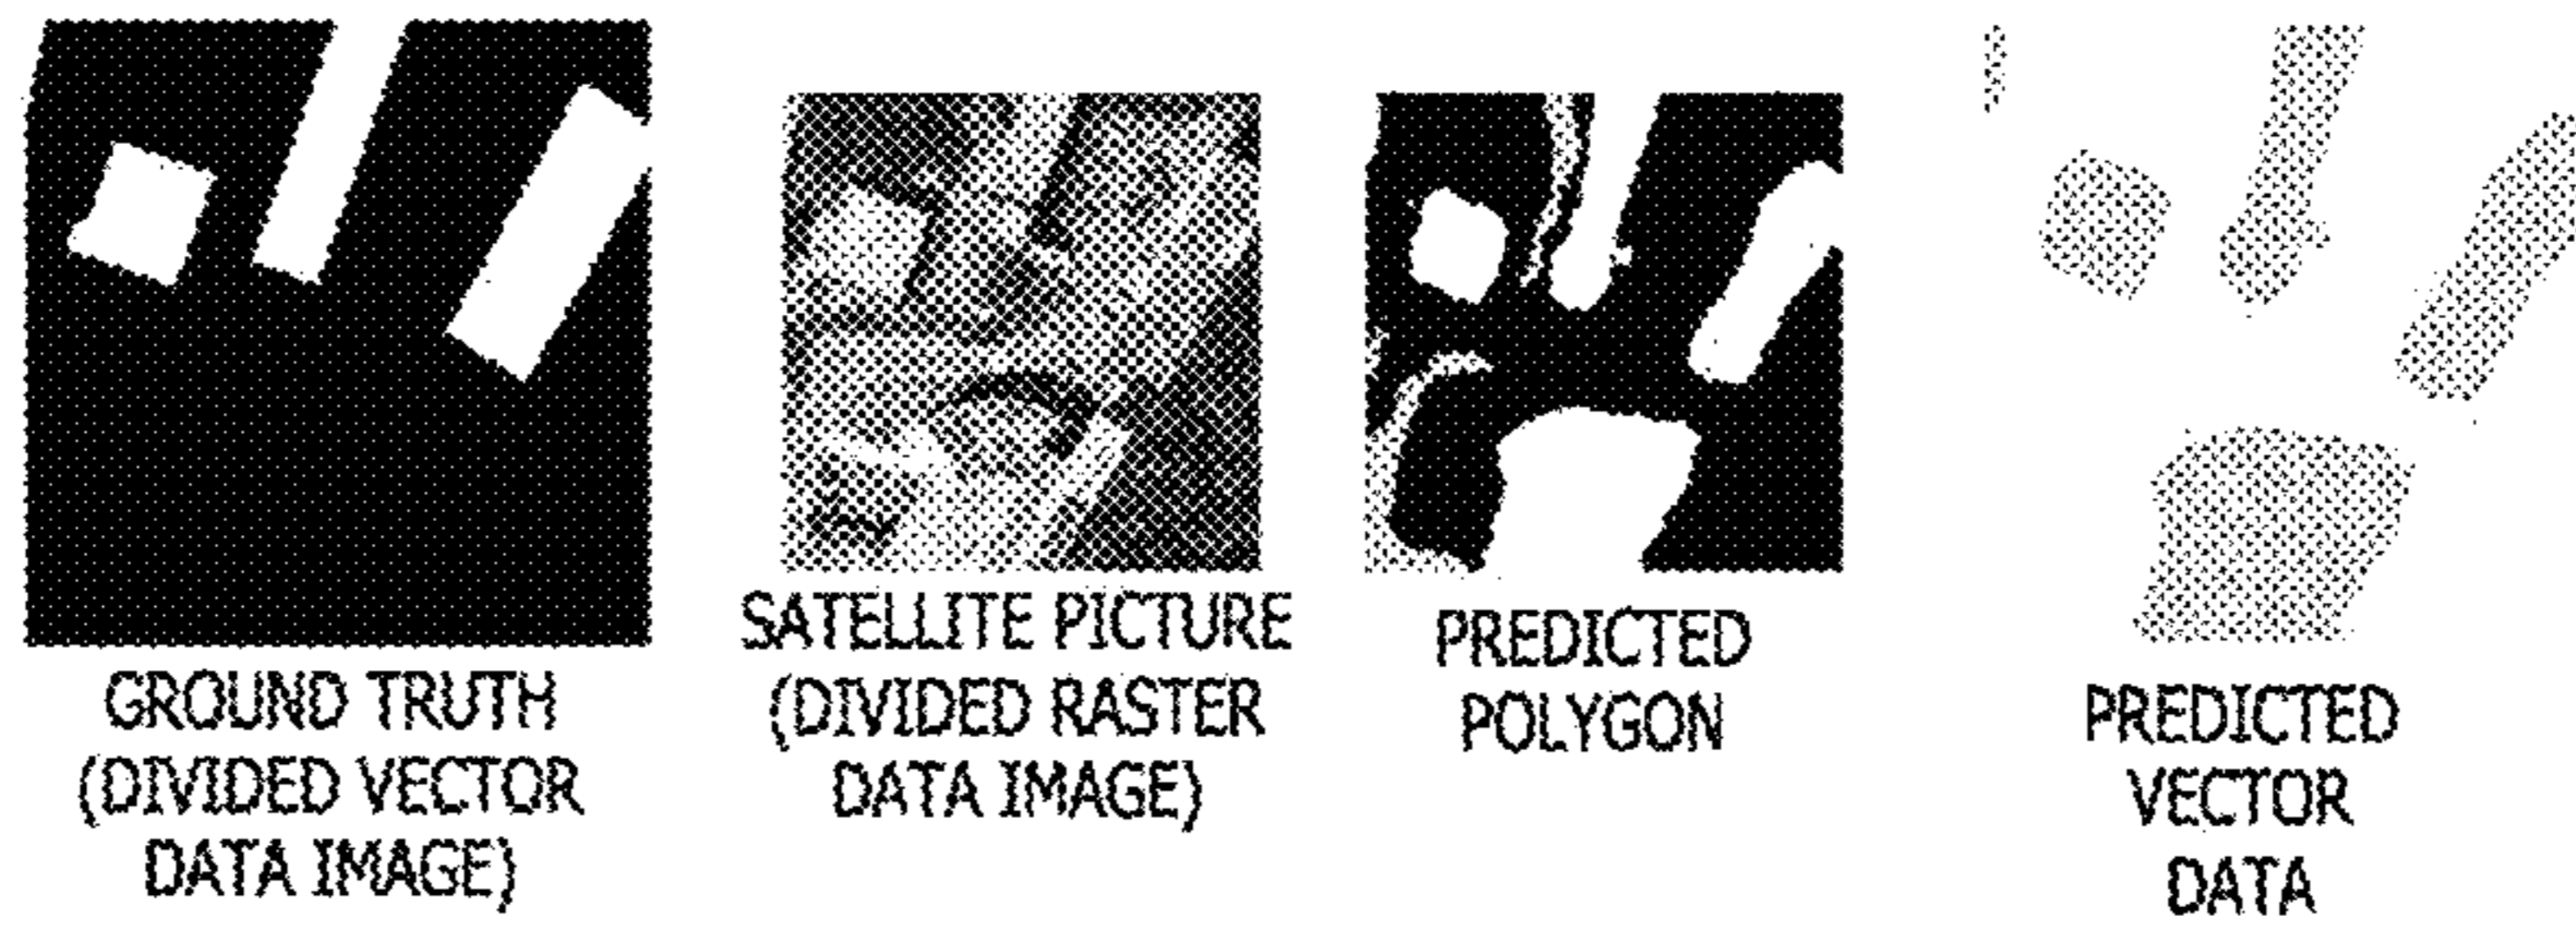 GROUND TRUTH
(DIVIDED VECTOR
DATA IMAGE)
SATELLITE PICTURE
(DIVIDED RASTER
DATA IMAGE)
PREDICTED
POLYGON
PREDICTED
VECTOR
DATA